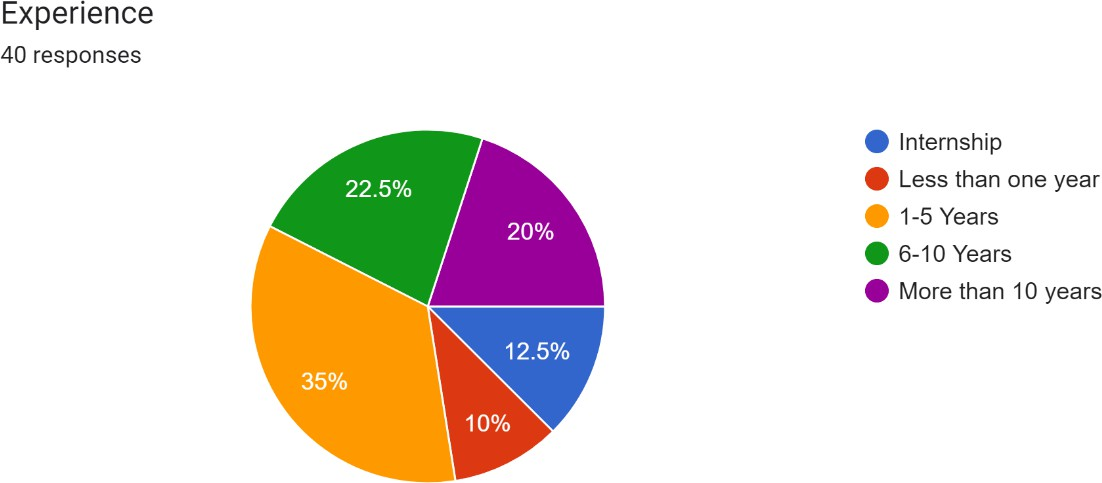 Experience
40 responses
22.5%
20%
35%
12.5%
10%
Internship
Less than one year
1-5 Years
6-10 Years
More than 10 years